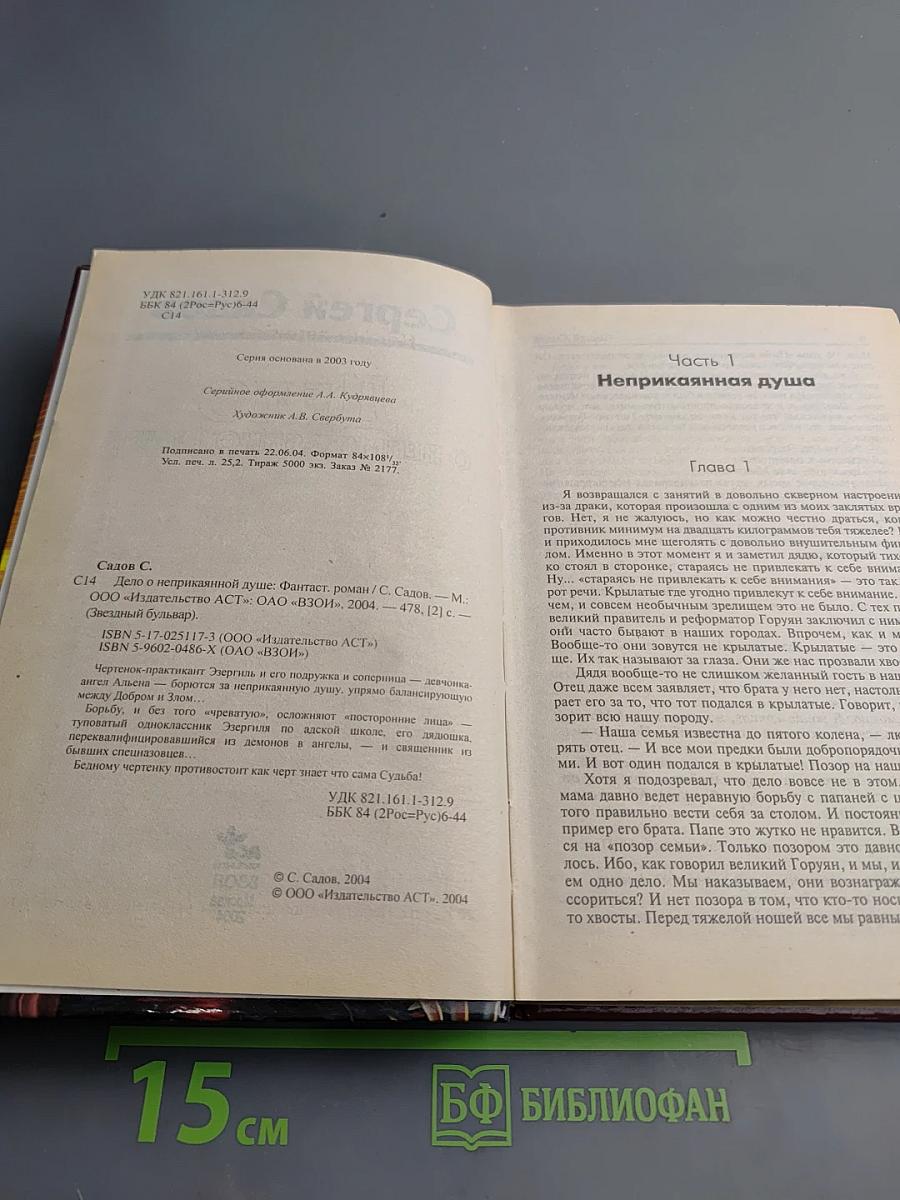 УДК 821.161.1-312.9
ББК 84 (2Рос=Рус)6-44
С14
Серия основана в 2003 году
Серийное оформление А.А. Кудрявцева
Художник А.В. Свербута
Подписано в печать 22.06.04. Формат 84×108¹/₃₂.
Усл. печ. л. 25,2. Тираж 5000 экз. Заказ № 2177.
Садов С.
С14 Дело о неприкаянной душе: Фантаст. роман / С. Садов. — М.:
ООО «Издательство АСТ»: ОАО «ВЗОИ», 2004. — 478, [2] с. —
(Звездный бульвар).
ISBN 5-17-025117-3 (ООО «Издательство АСТ»)
ISBN 5-9602-0486-X (ОАО «ВЗОИ»)
Чертенок-практикант Эзергиль и его подружка и соперница — девчонка-
ангел Альена — борются за неприкаянную душу, упрямо балансирующую
между Добром и Злом...
Борьбу, и без того "чреватую", осложняют "посторонние лица" —
туповатый одноклассник Эзергиля по адской школе, его дядюшка,
переквалифицировавшийся из демонов в ангелы, — и священник из
бывших спецназовцев...
Бедному чертенку противостоит как черт знает что сама Судьба!
УДК 821.161.1-312.9
ББК 84 (2Рос=Рус)6-44
© С. Садов, 2004
© ООО «Издательство АСТ», 2004
Часть 1
Неприкаянная душа
Глава 1
Я возвращался с занятий в довольно скверном настроени
из-за драки, которая произошла с одним из моих заклятых вр
гов. Нет, я не жалуюсь, но как можно честно драться, ко
противник минимум на двадцать килограммов тебя тяжелее?
и приходилось мне щеголять с довольно внушительным фи
лом. Именно в этот момент я и заметил дядю, который тих
ко стоял в сторонке, стараясь не привлекать к себе внима
Ну... «стараясь не привлекать к себе внимания» — это так
рот речи. Крылатые где угодно привлекут к себе внимание.
чем, и совсем необычным зрелищем это не было. С тех п
великий правитель и реформатор Горуян заключил с ним
они часто бывают в наших городах. Впрочем, как и м
Вообще-то они зовутся не крылатые. Крылатые — это
ще. Их так называют за глаза. Они же нас прозвали хво
Дядя вообще-то не слишком желанный гость в наш
Отец даже всем заявляет, что брата у него нет, настоль
рает его за то, что тот подался в крылатые. Говорит,
зорит всю нашу породу.
— Наша семья известна до пятого колена, — лю
рять отец. — И все мои предки были добропорядоч
ми. И вот один подался в крылатые! Позор на наш
Хотя я подозревал, что дело вовсе не в этом.
мама давно ведет неравную борьбу с папаней с ц
того правильно вести себя за столом. И постоян
пример его брата. Папе это жутко не нравится. В
ся на «позор семьи». Только позором это давно
лось. Ибо, как говорил великий Горуян, и мы, и
ем одно дело. Мы наказываем, они вознаграж
ссориться? И нет позора в том, что кто-то нос
то хвосты. Перед тяжелой ношей все мы равны
15 см
БФ БИБЛИОФАН